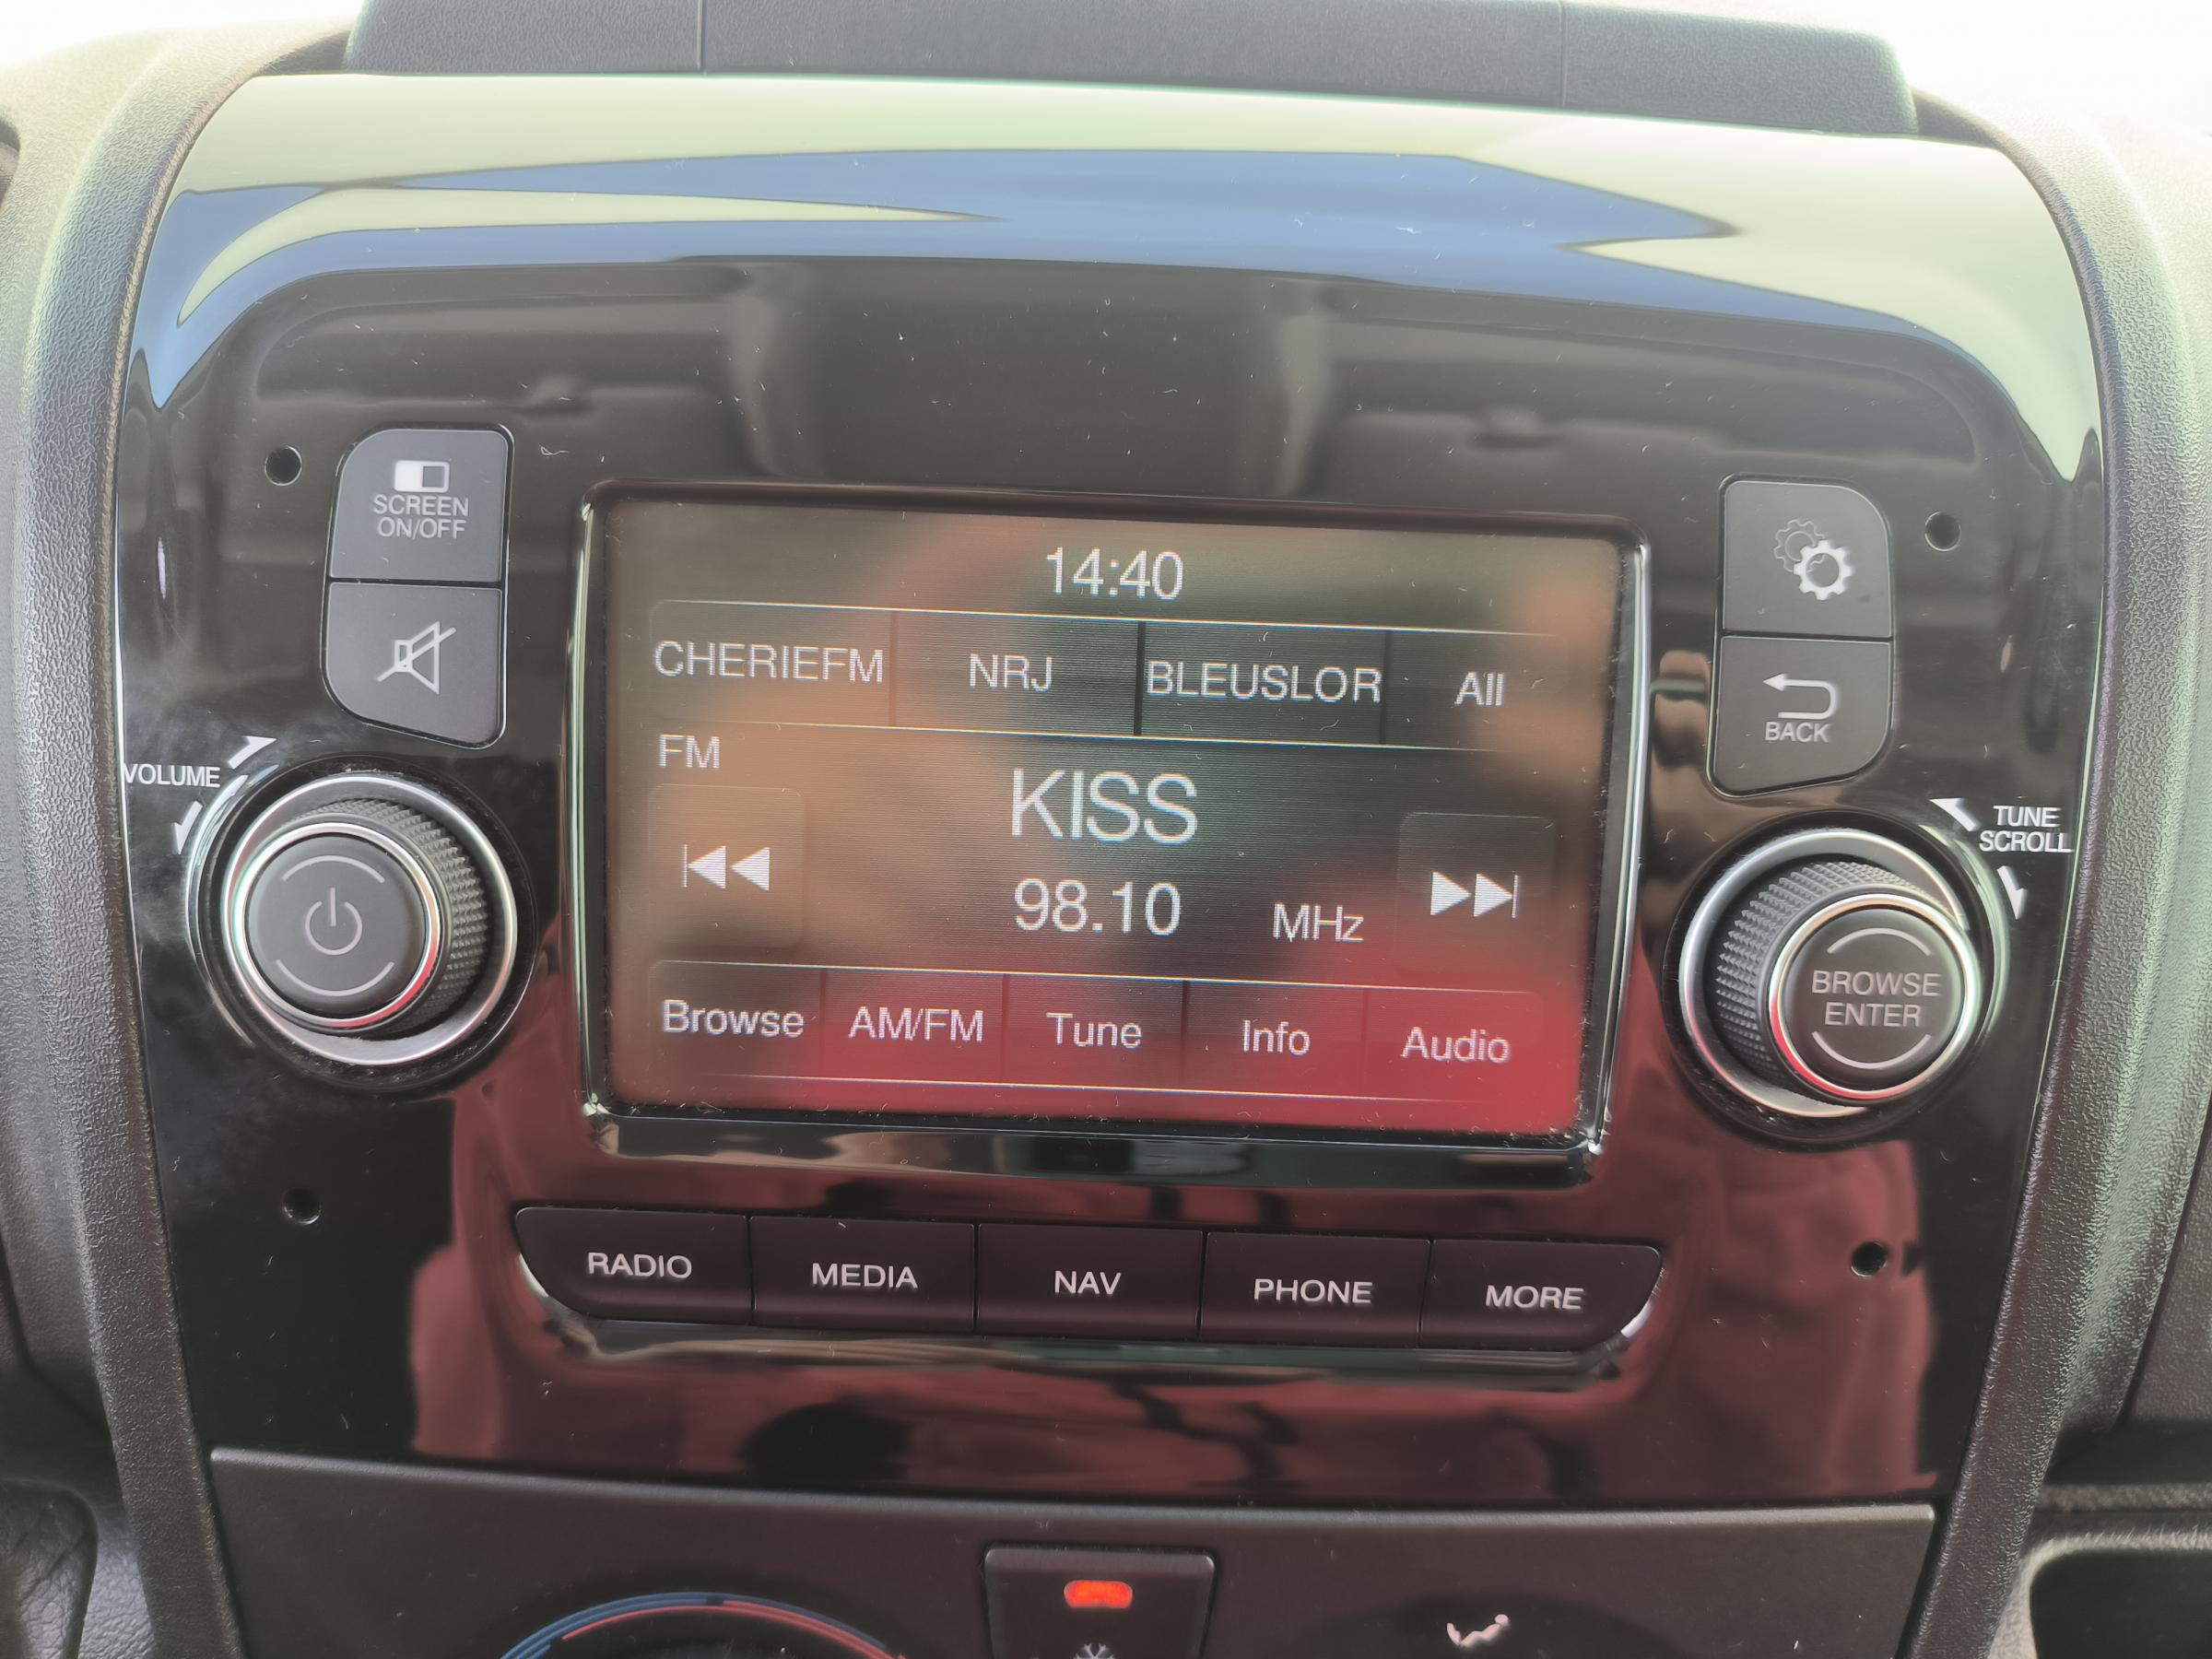 SCREEN
ON/OFF
14:40
CHERIEFM NRJ BLEUSLOR All
FM
KISS
98.10 MHz
Browse AM/FM Tune Info Audio
BACK
VOLUME
TUNE
SCROLL
BROWSE
ENTER
RADIO MEDIA NAV PHONE MORE